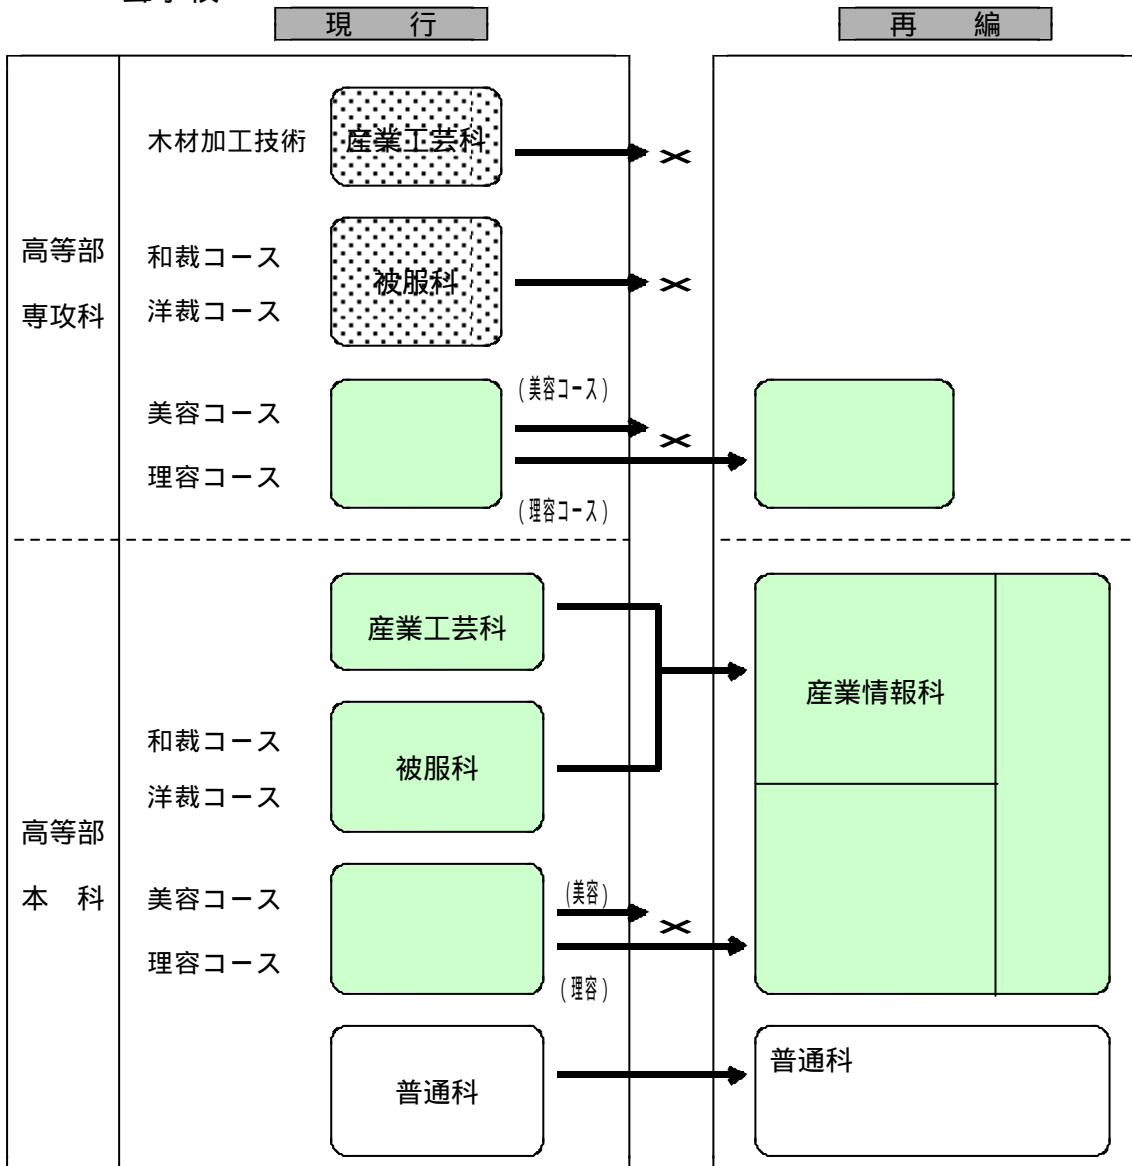 現 行
再 編
木材加工技術
産業工芸科
×
高等部
専攻科
和裁コース
洋裁コース
被服科
×
美容コース
理容コース
(美容コース)
×
(理容コース)
産業工芸科
産業情報科
和裁コース
洋裁コース
被服科
高等部
本 科
美容コース
理容コース
(美容)
×
(理容)
普通科
普通科